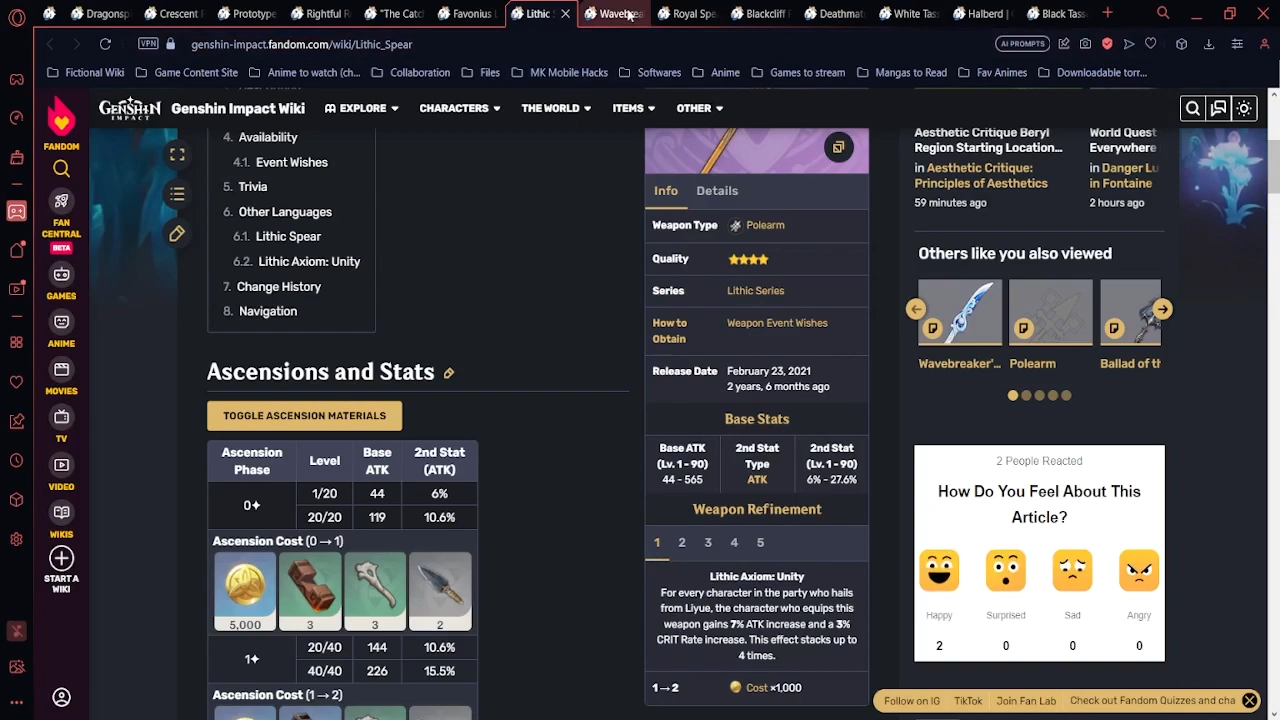 Dragonsp
Crescent
Prototype
Rightful R
"The Catch
Favonius L
Lithic
Wavebrea
Royal Spe
Blackcliff
Deathmat
White Tas
Halberd |
Black Tass
VPN
genshin-impact.fandom.com/wiki/Lithic_Spear
AI PROMPTS
Fictional Wiki
Game Content Site
Anime to watch (ch...
Collaboration
Files
MK Mobile Hacks
Softwares
Anime
Games to stream
Mangas to Read
Fav Animes
Downloadable torr...
FANDOM
FAN CENTRAL
BETA
GAMES
ANIME
MOVIES
TV
VIDEO
WIKIS
START A WIKI
GENSHIN IMPACT
Genshin Impact Wiki
EXPLORE
CHARACTERS
THE WORLD
ITEMS
OTHER
4. Availability
4.1. Event Wishes
5. Trivia
6. Other Languages
6.1. Lithic Spear
6.2. Lithic Axiom: Unity
7. Change History
8. Navigation
Ascensions and Stats
TOGGLE ASCENSION MATERIALS
Ascension Phase Level Base ATK 2nd Stat (ATK)
0✦ 1/20 44 6%
20/20 119 10.6%
Ascension Cost (0 → 1)
5,000 3 3 2
1✦ 20/40 144 10.6%
40/40 226 15.5%
Ascension Cost (1 → 2)
Info Details
Weapon Type Polearm
Quality
Series Lithic Series
How to Obtain Weapon Event Wishes
Release Date February 23, 2021
2 years, 6 months ago
Base Stats
Base ATK (Lv. 1 - 90) 44 - 565
2nd Stat Type ATK
2nd Stat (Lv. 1 - 90) 6% - 27.6%
Weapon Refinement
1 2 3 4 5
Lithic Axiom: Unity
For every character in the party who hails
from Liyue, the character who equips this
weapon gains 7% ATK increase and a 3%
CRIT Rate increase. This effect stacks up to
4 times.
1→2 Cost ×1,000
Aesthetic Critique Beryl
Region Starting Location...
in Aesthetic Critique:
Principles of Aesthetics
59 minutes ago
World Quest
Everywhere
in Danger Lu
in Fontaine
2 hours ago
Others like you also viewed
Wavebreaker'...
Polearm
Ballad of th
2 People Reacted
How Do You Feel About This
Article?
Happy Surprised Sad Angry
2 0 0 0
Follow on IG TikTok Join Fan Lab Check out Fandom Quizzes and cha